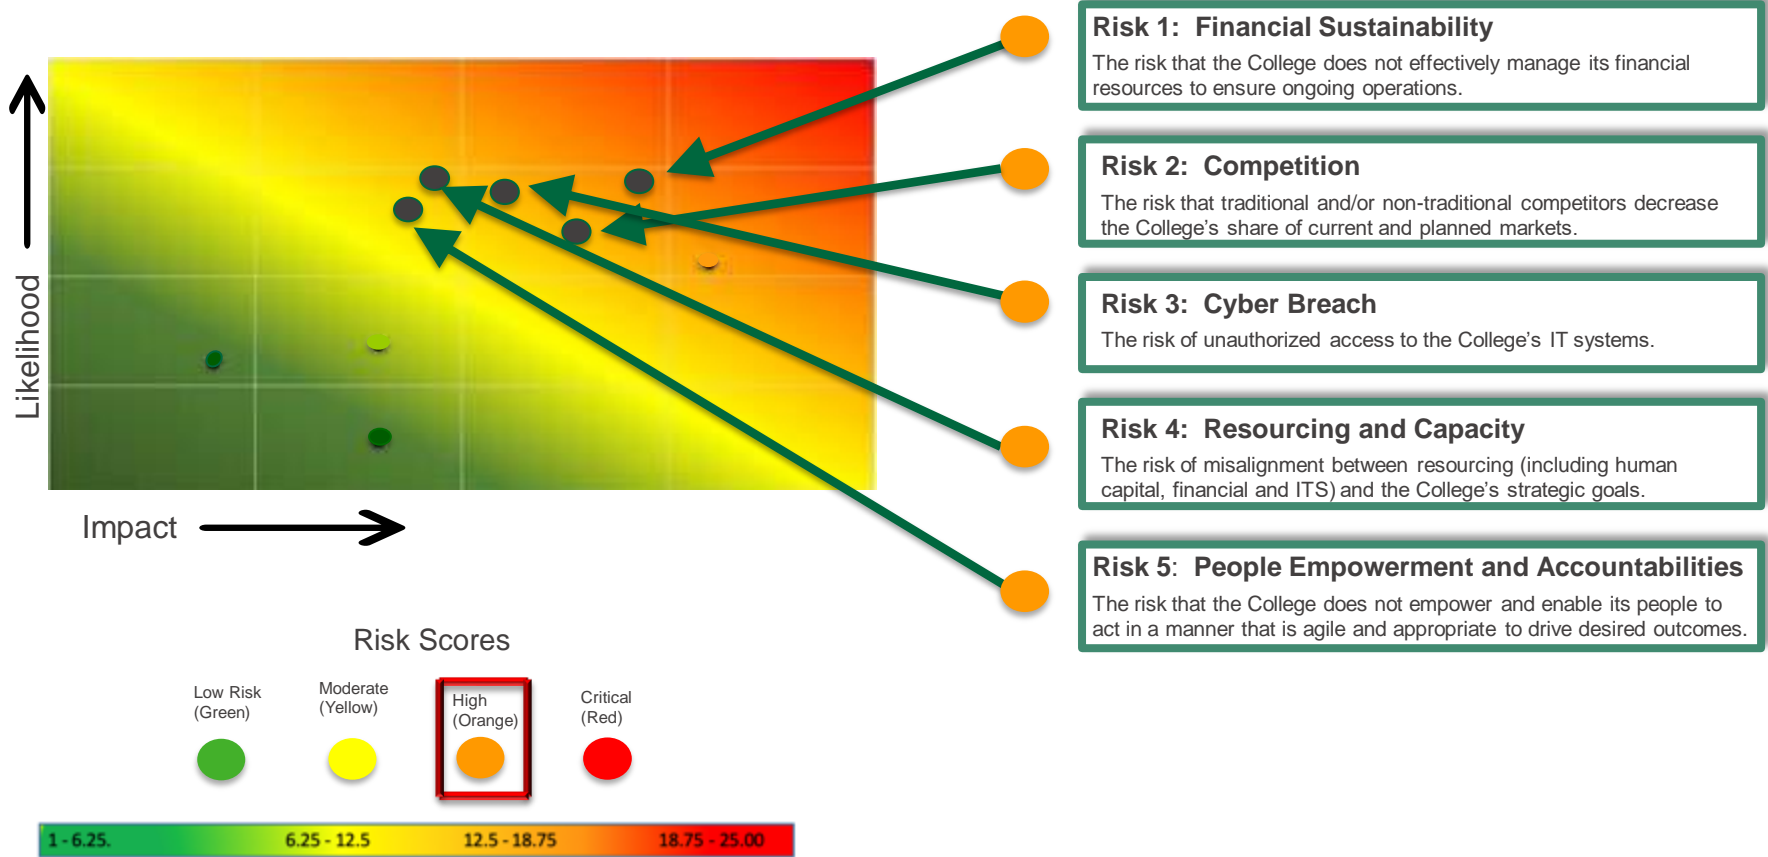 Risk 1:  Financial Sustainability
The risk that the College does not effectively manage its financial
resources to ensure ongoing operations.
Risk 2:  Competition
The risk that traditional and/or non-traditional competitors decrease
the College’s share of current and planned markets.
Risk 3:  Cyber Breach
The risk of unauthorized access to the College’s IT systems.
Risk 4:  Resourcing and Capacity
The risk of misalignment between resourcing (including human
capital, financial and ITS) and the College’s strategic goals.
Risk 5:  People Empowerment and Accountabilities
The risk that the College does not empower and enable its people to
act in a manner that is agile and appropriate to drive desired outcomes.
Likelihood
Impact
Risk Scores
Low Risk
(Green)
Moderate
(Yellow)
High
(Orange)
Critical
(Red)
1 - 6.25.
6.25 - 12.5
12.5 - 18.75
18.75 - 25.00